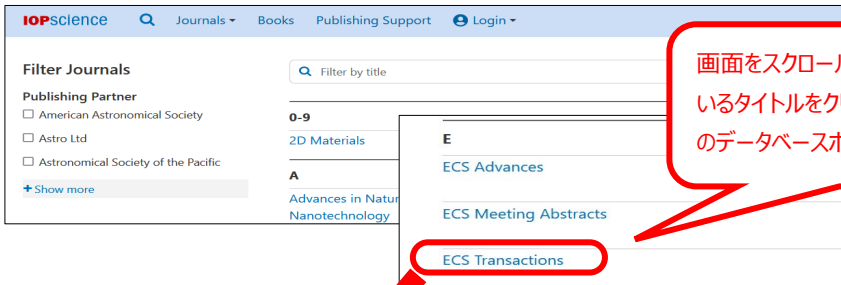 IOPscience Journals Books Publishing Support Login
Filter Journals
Publishing Partner
American Astronomical Society
Astro Ltd
Astronomical Society of the Pacific
+ Show more
Filter by title
0-9
2D Materials
A
Advances in Natur
Nanotechnology
E
ECS Advances
ECS Meeting Abstracts
ECS Transactions
画面をスクロール
いるタイトルをク
のデータベース